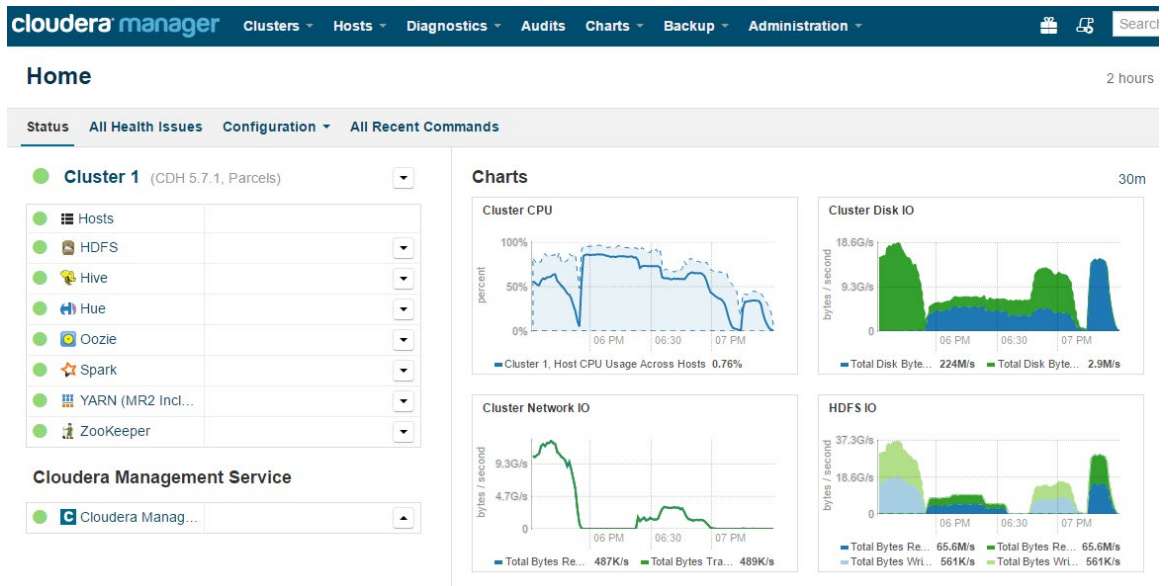 cloudera manager Clusters Hosts Diagnostics Audits Charts Backup Administration Search
Home
2 hours
Status All Health Issues Configuration All Recent Commands
Cluster 1 (CDH 5.7.1, Parcels)
Hosts
HDFS
Hive
Hue
Oozie
Spark
YARN (MR2 Incl...
ZooKeeper
Cloudera Management Service
C Cloudera Manag...
Charts
30m
Cluster CPU
percent
100%
50%
0%
06 PM 06:30 07 PM
Cluster 1, Host CPU Usage Across Hosts 0.76%
Cluster Disk IO
bytes / second
18.6G/s
9.3G/s
0
06 PM 06:30 07 PM
Total Disk Byte... 224M/s Total Disk Byte... 2.9M/s
Cluster Network IO
bytes / second
9.3G/s
4.7G/s
0
06 PM 06:30 07 PM
Total Bytes Re... 487K/s Total Bytes Tra... 489K/s
HDFS IO
bytes / second
37.3G/s
18.6G/s
0
06 PM 06:30 07 PM
Total Bytes Re... 65.6M/s Total Bytes Re... 65.6M/s
Total Bytes Wri... 561K/s Total Bytes Wri... 561K/s